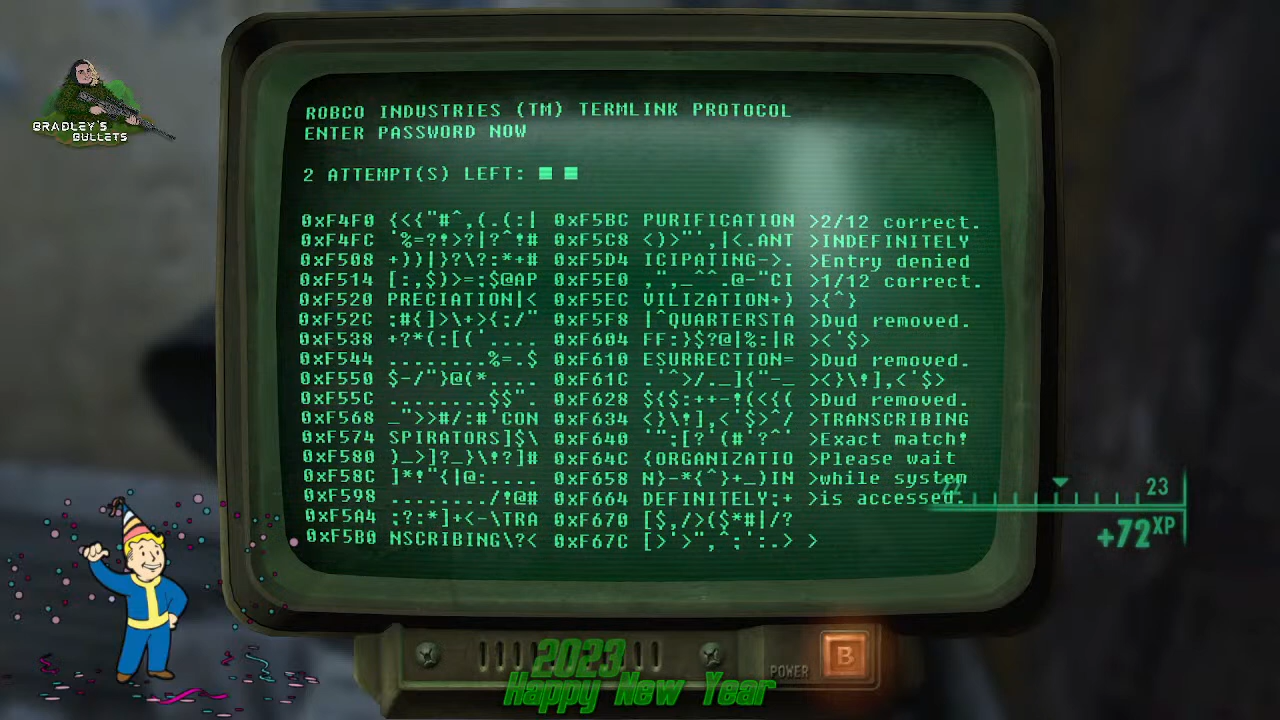 BRADLEY'S
BULLETS
ROBCO INDUSTRIES (TM) TERMLINK PROTOCOL
ENTER PASSWORD NOW
2 ATTEMPT(S) LEFT: ■ ■
0xF4F0 {<{"#^,(.(:| 0xF5BC PURIFICATION >2/12 correct.
0xF4FC '%=?!>?|?^!# 0xF5C8 <)>"",|<.ANT >INDEFINITELY
0xF508 +))|}?\?:*+# 0xF5D4 ICIPATING->. >Entry denied
0xF514 [:,$)>=;$@AP 0xF5E0 ,",_^^.@-"CI >1/12 correct.
0xF520 PRECIATION|< 0xF5EC VILIZATION+) >{^}
0xF52C ;#{]>\+>{;/" 0xF5F8 |^QUARTERSTA >Dud removed.
0xF538 +?*(:[('.... 0xF604 FF:}$?@|%:|R ><'$>
0xF544 ........%=.$ 0xF610 ESURRECTION= >Dud removed.
0xF550 $-/"}@(*.... 0xF61C .'^>/._]{"-_ ><}\!],<'$>
0xF55C ........$$". 0xF628 ${$:++-!(<{( >Dud removed.
0xF568 _">>#/:#'CON 0xF634 <}\!],<'$>^/ >TRANSCRIBING
0xF574 SPIRATORS]$\ 0xF640 '";[?'(#'?^' >Exact match!
0xF580 )_>]?_}\!?]# 0xF64C {ORGANIZATIO >Please wait
0xF58C ]*!"{|@:.... 0xF658 N}-*{^}+_)IN >while system
0xF598 ......../!@# 0xF664 DEFINITELY;+ >is accessed.
0xF5A4 ;?:*]+<-\TRA 0xF670 [$,/>($*#|/?
0xF5B0 NSCRIBING\?< 0xF67C [>'>",^;':.> >
23
+72XP
POWER
B
2023
Happy New Year